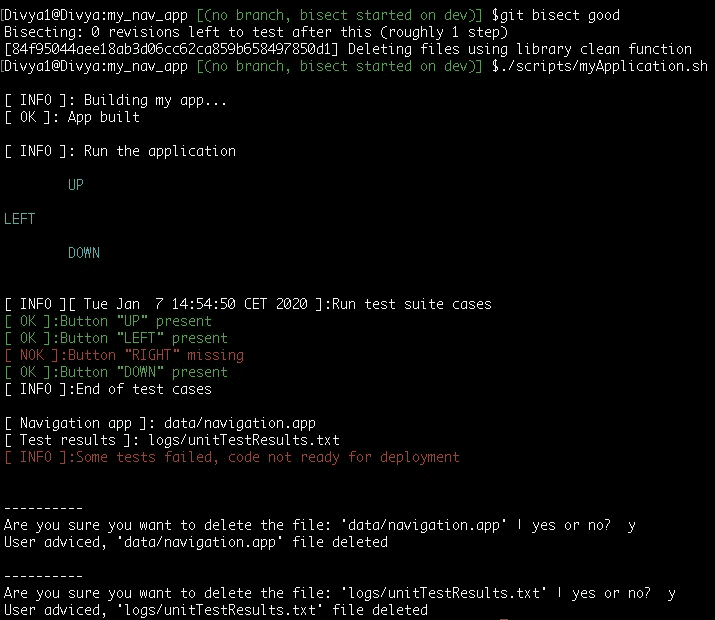 [Divya1@Divya:my_nav_app [(no branch, bisect started on dev)] $git bisect good
Bisecting: 0 revisions left to test after this (roughly 1 step)
[84f95044aee18ab3d06cc62ca859b658497850d1] Deleting files using library clean function
[Divya1@Divya:my_nav_app [(no branch, bisect started on dev)] $./scripts/myApplication.sh
[ INFO ]: Building my app...
[ OK ]: App built
[ INFO ]: Run the application
UP
LEFT
DOWN
[ INFO ][ Tue Jan  7 14:54:50 CET 2020 ]:Run test suite cases
[ OK ]:Button "UP" present
[ OK ]:Button "LEFT" present
[ NOK ]:Button "RIGHT" missing
[ OK ]:Button "DOWN" present
[ INFO ]:End of test cases
[ Navigation app ]: data/navigation.app
[ Test results ]: logs/unitTestResults.txt
[ INFO ]:Some tests failed, code not ready for deployment
----------
Are you sure you want to delete the file: 'data/navigation.app' | yes or no?  y
User adviced, 'data/navigation.app' file deleted
----------
Are you sure you want to delete the file: 'logs/unitTestResults.txt' | yes or no?  y
User adviced, 'logs/unitTestResults.txt' file deleted